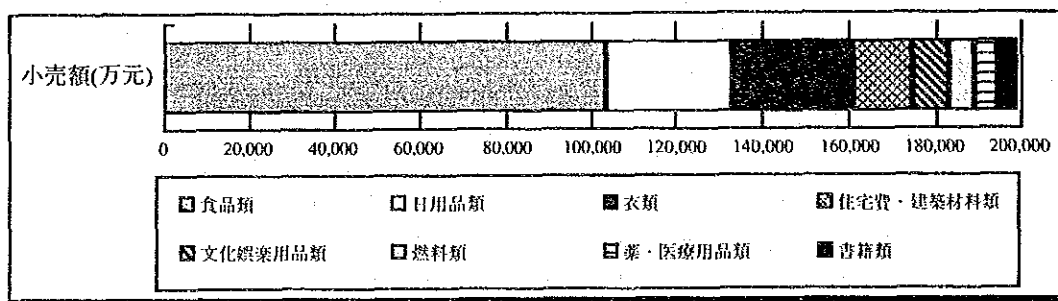 小売額(万元)
0 20,000 40,000 60,000 80,000 100,000 120,000 140,000 160,000 180,000 200,000
食品類 日用品類 衣類 住宅費・建築材料類
文化娯楽用品類 燃料類 薬・医療用品類 書籍類